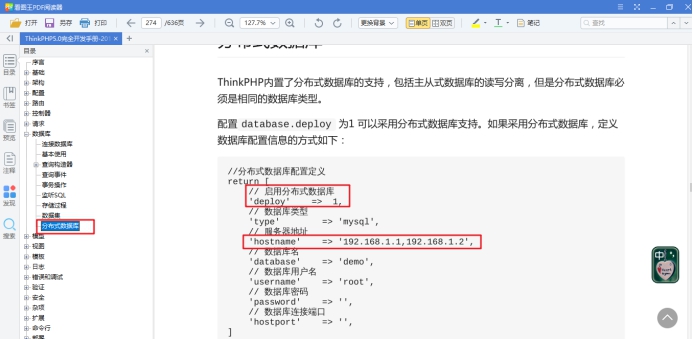 看看王PDF阅读器
打开 另存 打印 274 /636页 127.7% 更换背景 单页 双页 T 笔记 查找
ThinkPHP5.0完全开发手册-201
目录
目录
书签
预览
注释
发现
搜索
序言
基础
架构
配置
路由
控制器
请求
数据库
连接数据库
基本使用
查询构造器
查询事件
事务操作
监听SQL
存储过程
数据集
分布式数据库
模型
视图
模板
日志
错误和调试
验证
安全
杂项
扩展
命令行
部署
分布式数据库
ThinkPHP内置了分布式数据库的支持，包括主从式数据库的读写分离，但是分布式数据库必
须是相同的数据库类型。
配置 database.deploy 为1 可以采用分布式数据库支持。如果采用分布式数据库，定义
数据库配置信息的方式如下：
//分布式数据库配置定义
return [
// 启用分布式数据库
'deploy' => 1,
// 数据库类型
'type' => 'mysql',
// 服务器地址
'hostname' => '192.168.1.1,192.168.1.2',
// 数据库名
'database' => 'demo',
// 数据库用户名
'username' => 'root',
// 数据库密码
'password' => '',
// 数据库连接端口
'hostport' => '',
]
中